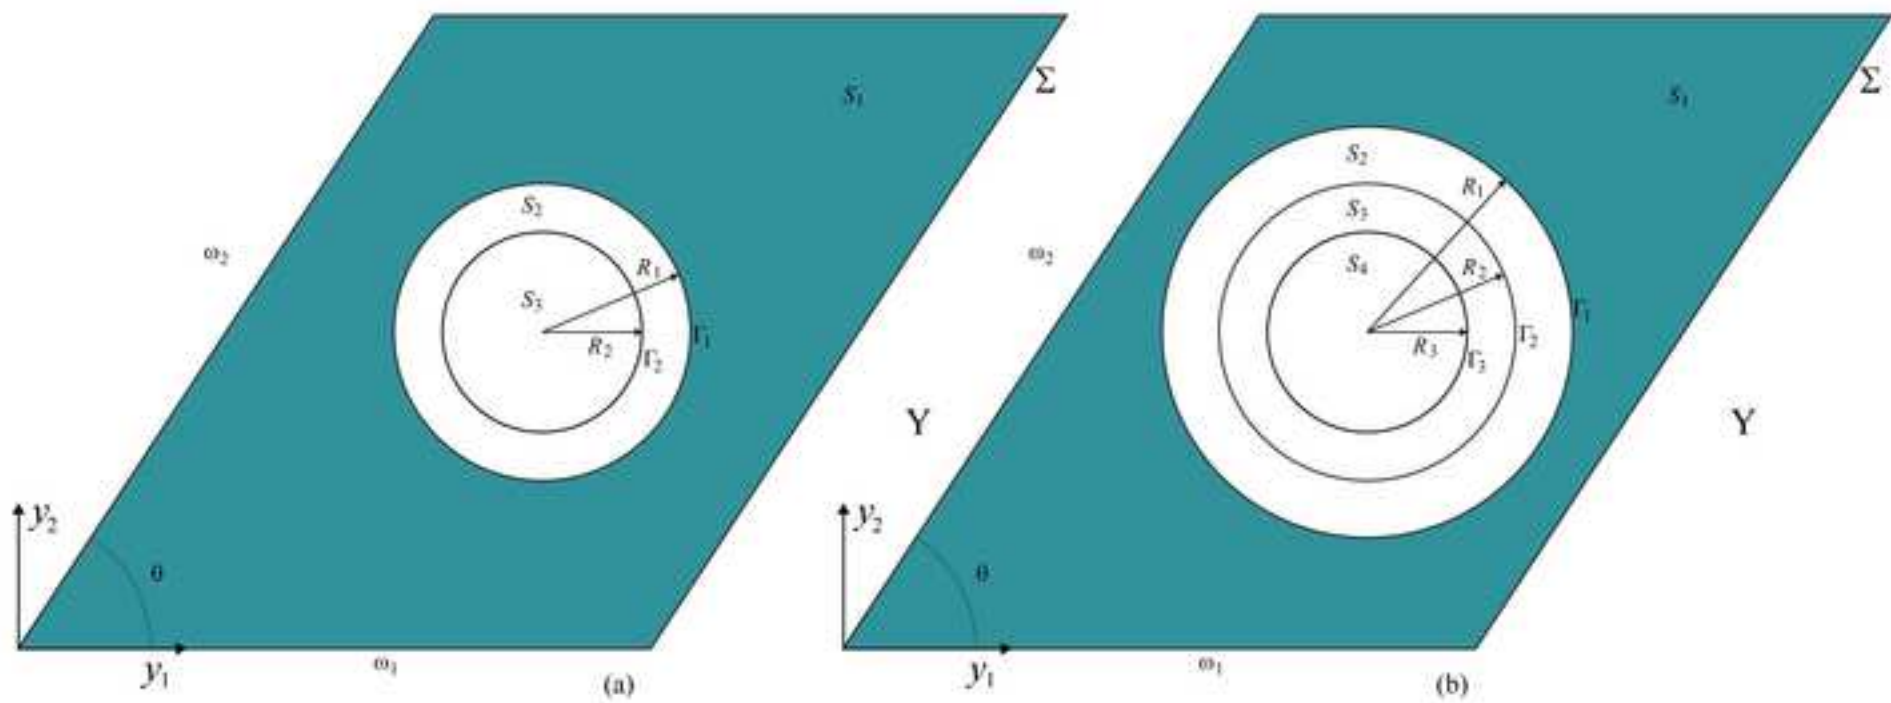 Σ
S₁
S₂
ω₂
R₁
S₃
R₂
Γ₁
Γ₂
Y
y₂
θ
y₁
ω₁
(a)
Σ
S₁
S₂
R₁
S₃
ω₂
S₄
R₂
Γ₁
Γ₂
R₃
Γ₃
Y
y₂
θ
y₁
ω₁
(b)